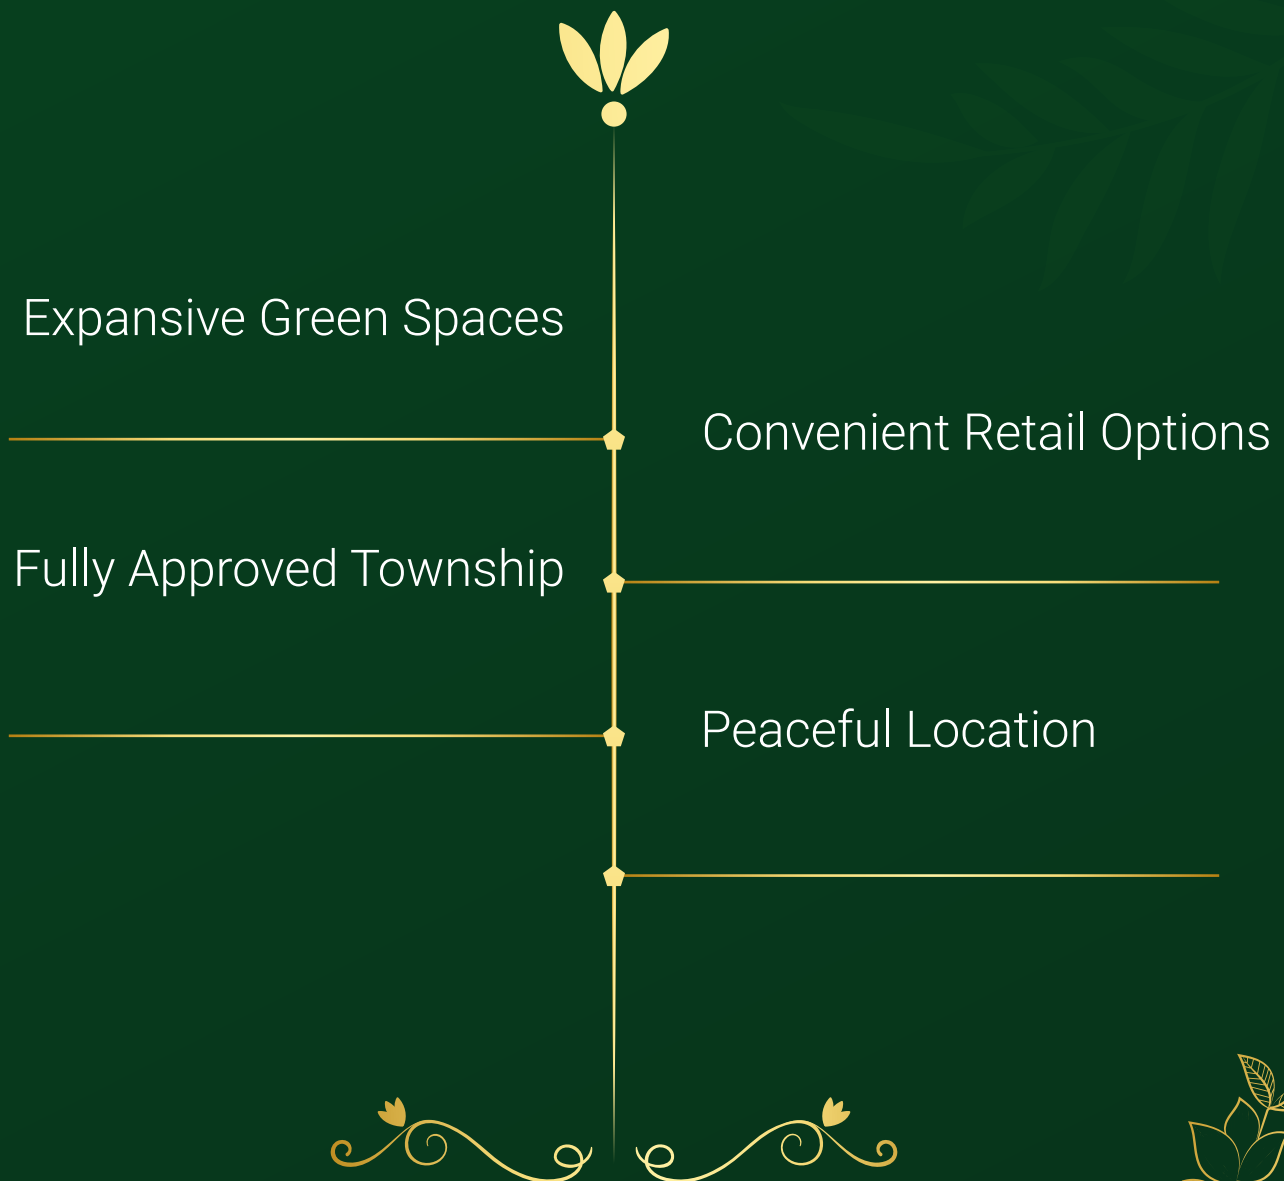 Expansive Green Spaces
Convenient Retail Options
Fully Approved Township
Peaceful Location